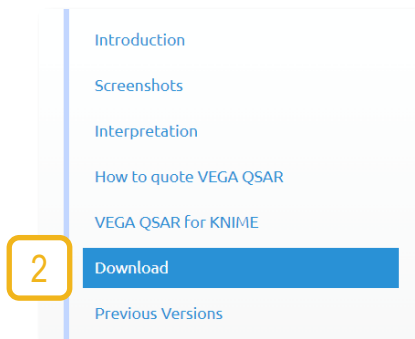 Introduction
Screenshots
Interpretation
How to quote VEGA QSAR
VEGA QSAR for KNIME
2 Download
Previous Versions